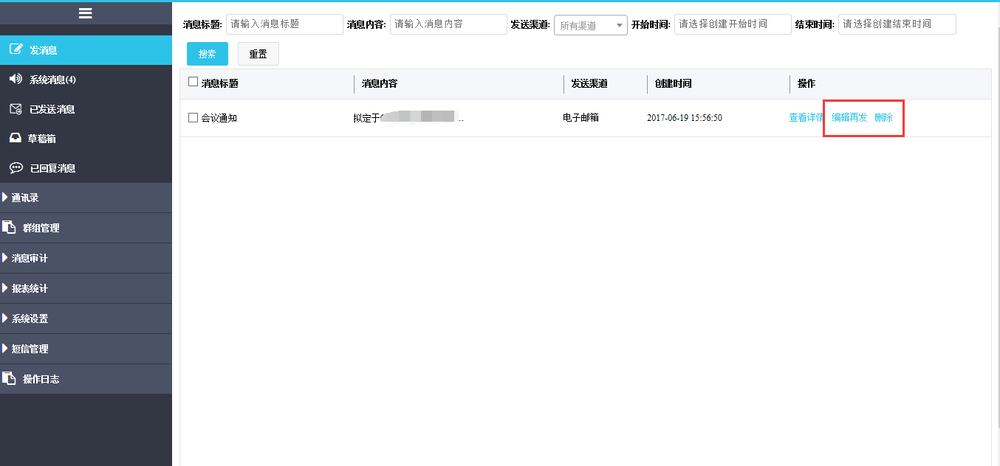 消息标题: 请输入消息标题 消息内容: 请输入消息内容 发送渠道: 所有渠道 开始时间: 请选择创建开始时间 结束时间: 请选择创建结束时间
搜索 重置
发消息
系统消息(4)
已发送消息
草稿箱
已回复消息
通讯录
群组管理
消息审计
报表统计
系统设置
短信管理
操作日志
消息标题 消息内容 发送渠道 创建时间 操作
会议通知 拟定于 .. 电子邮箱 2017-06-19 15:56:50 查看详情 编辑再发 删除